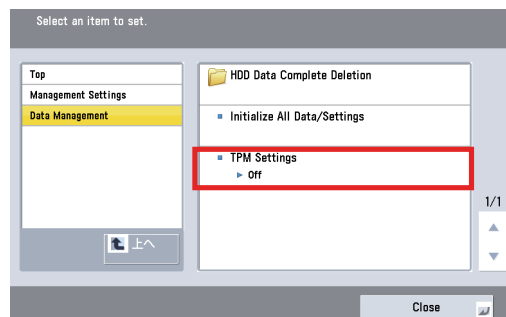 Select an item to set.
Top
Management Settings
Data Management
上へ
HDD Data Complete Deletion
Initialize All Data/Settings
TPM Settings
Off
1/1
Close